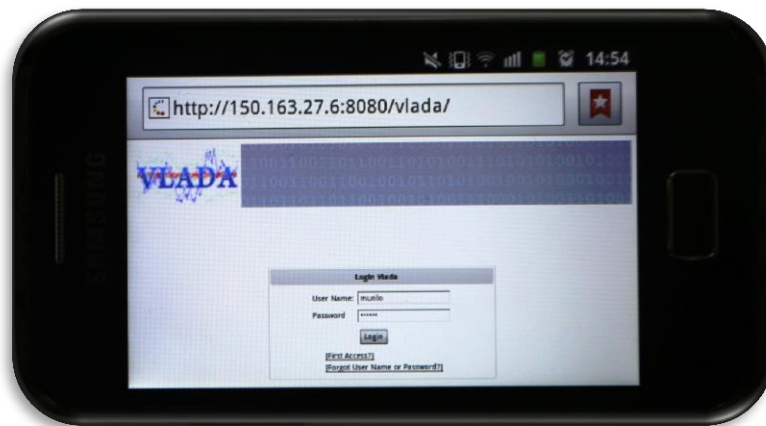 14:54
http://150.163.27.6:8080/vlada/
VLADA
Login Vlada
User Name: murilo
Password ••••••
Login
[First Access?]
[Forgot User Name or Password?]
SAMSUNG